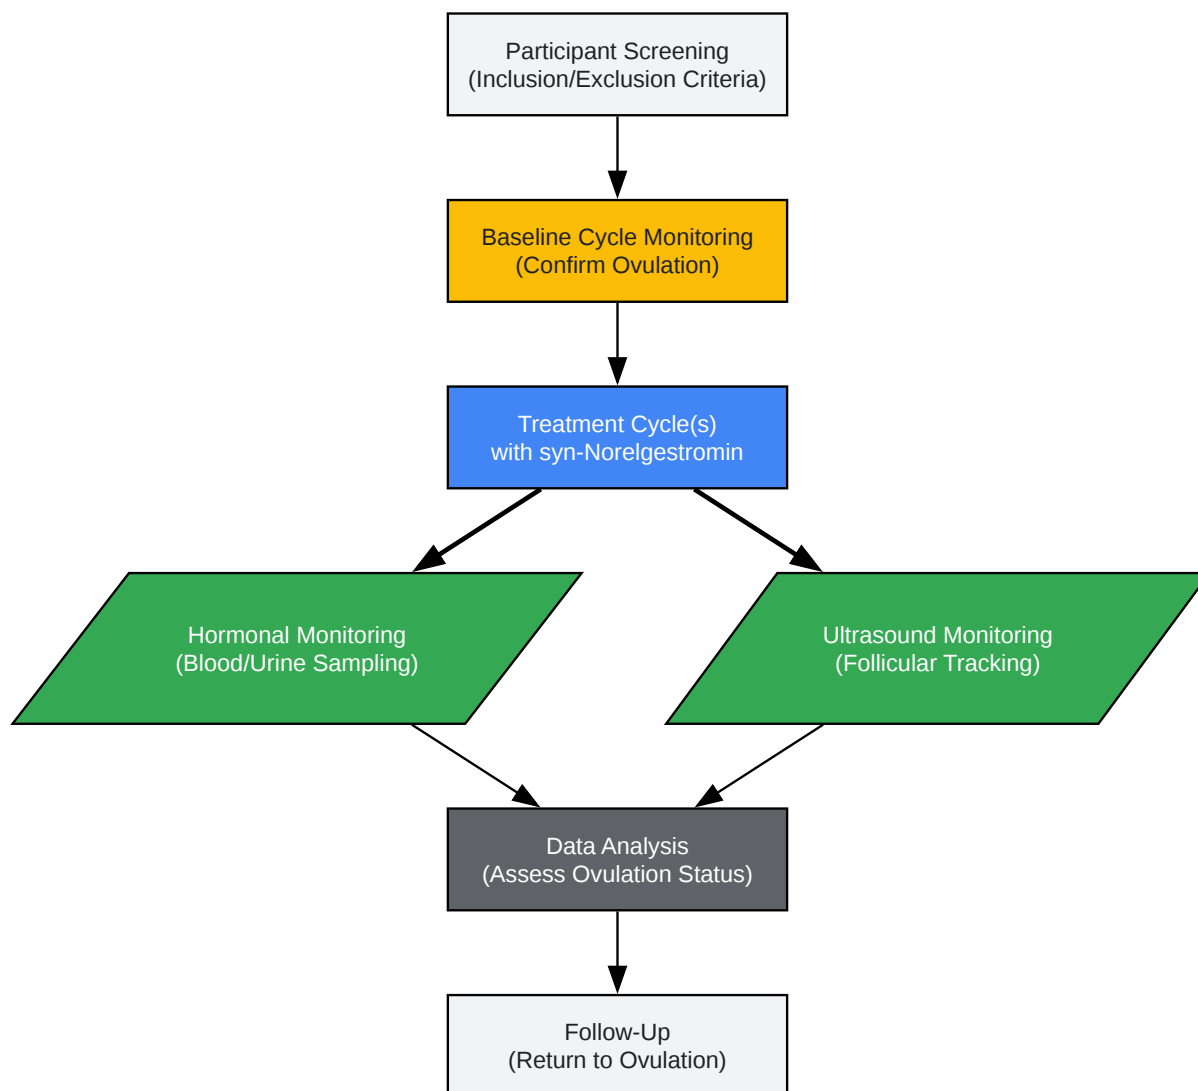 Participant Screening
(Inclusion/Exclusion Criteria)
Baseline Cycle Monitoring
(Confirm Ovulation)
Treatment Cycle(s)
with syn-Norelgestromin
Hormonal Monitoring
(Blood/Urine Sampling)
Ultrasound Monitoring
(Follicular Tracking)
Data Analysis
(Assess Ovulation Status)
Follow-Up
(Return to Ovulation)